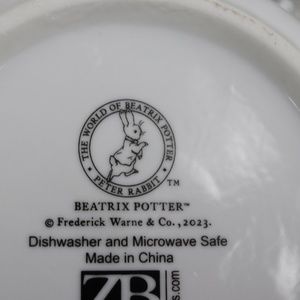 THE WORLD OF BEATRIX POTTER
PETER RABBIT
TM
BEATRIX POTTER™
© Frederick Warne & Co., 2023.
Dishwasher and Microwave Safe
Made in China
ZB
s.com